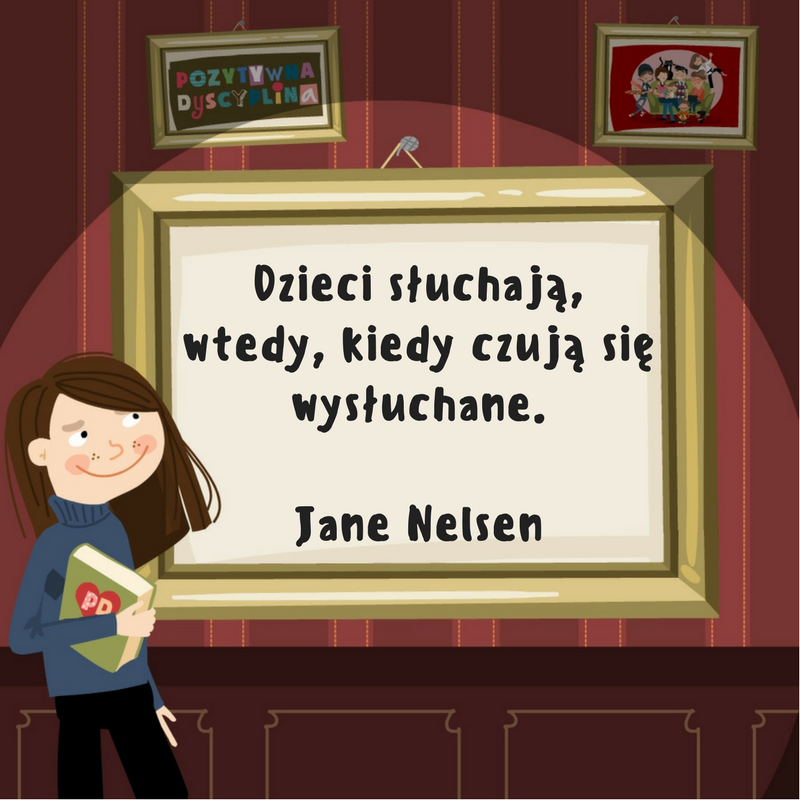 POZYTYWNA
DYSCYPLINA
Dzieci słuchają,
wtedy, kiedy czują się
wysłuchane.
Jane Nelsen
PD